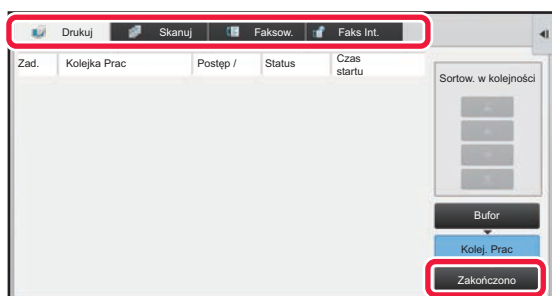 Drukuj Skanuj Faksow. Faks Int.
Zad. Kolejka Prac Postęp / Status Czas
startu
Sortow. w kolejności
Bufor
Kolej. Prac
Zakończono